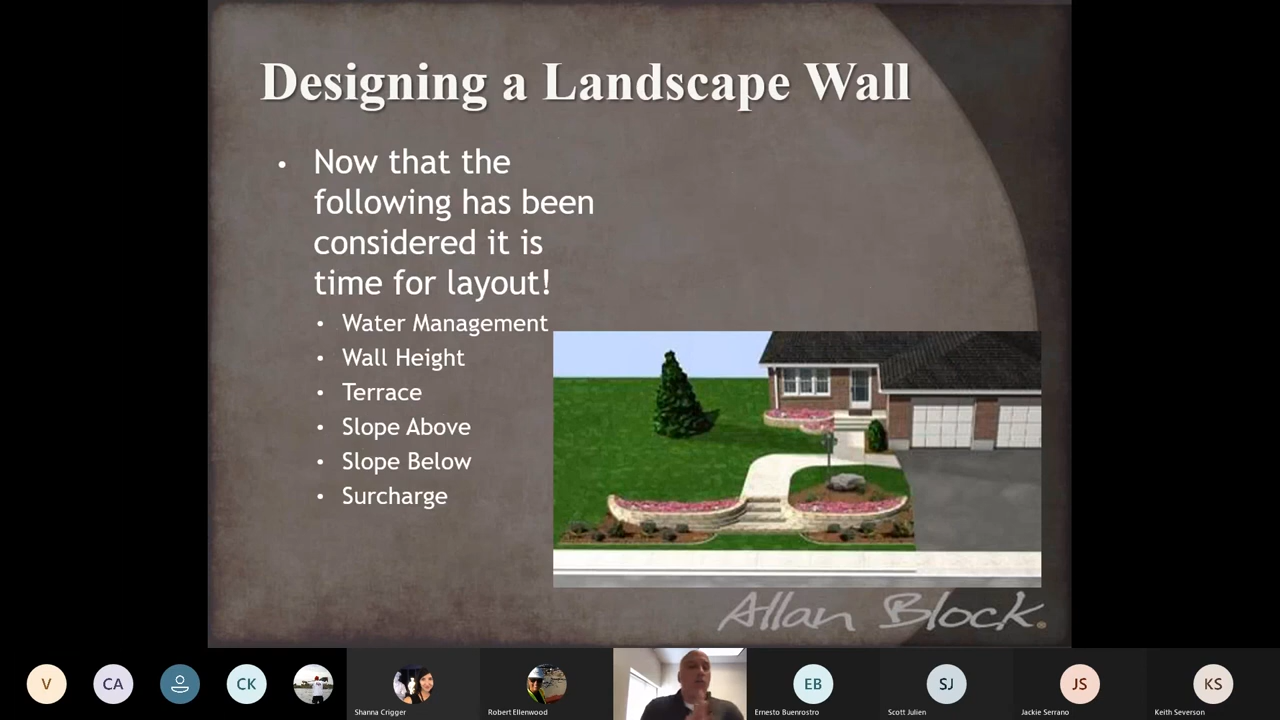 Designing a Landscape Wall
• Now that the
following has been
considered it is
time for layout!
• Water Management
• Wall Height
• Terrace
• Slope Above
• Slope Below
• Surcharge
Allan Block.
V
CA
CK
EB
SJ
JS
KS
Shanna Crigger
Robert Ellenwood
Ernesto Buenrostro
Scott Julien
Jackie Serrano
Keith Severson